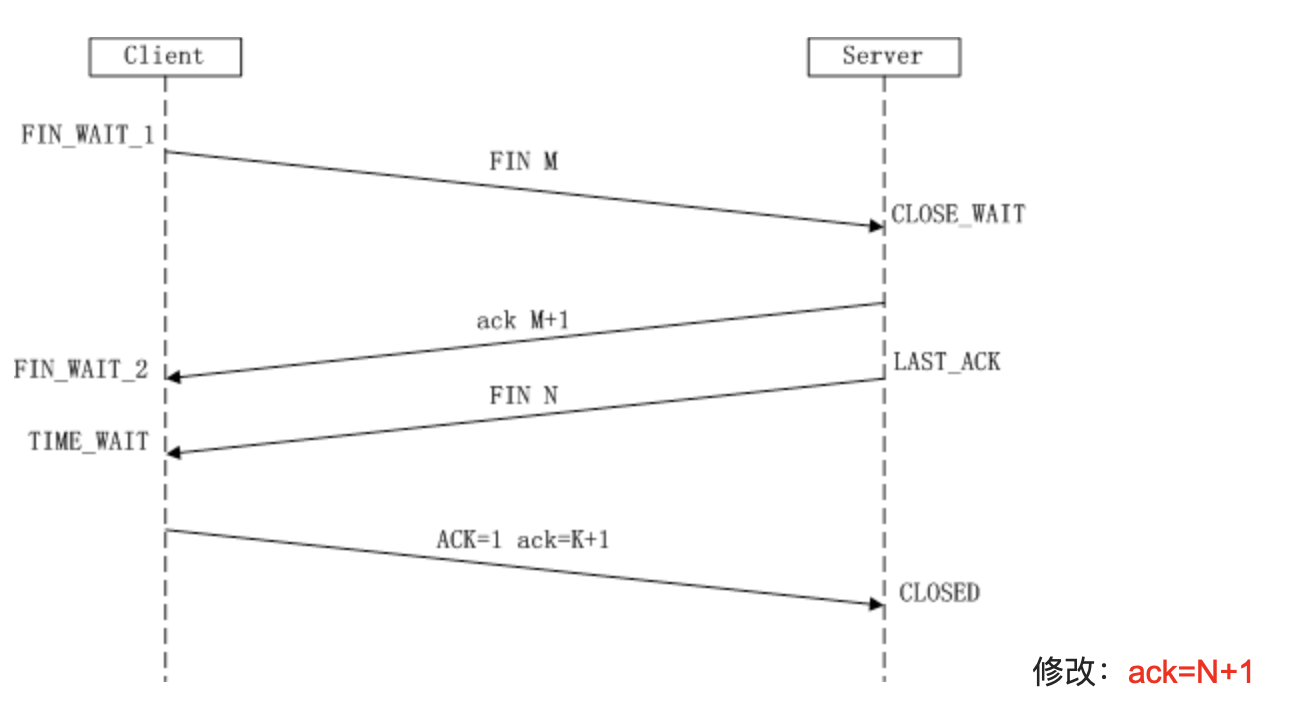 Client
Server
FIN_WAIT_1
FIN M
CLOSE_WAIT
ack M+1
FIN_WAIT_2
LAST_ACK
FIN N
TIME_WAIT
ACK=1 ack=K+1
CLOSED
修改：ack=N+1